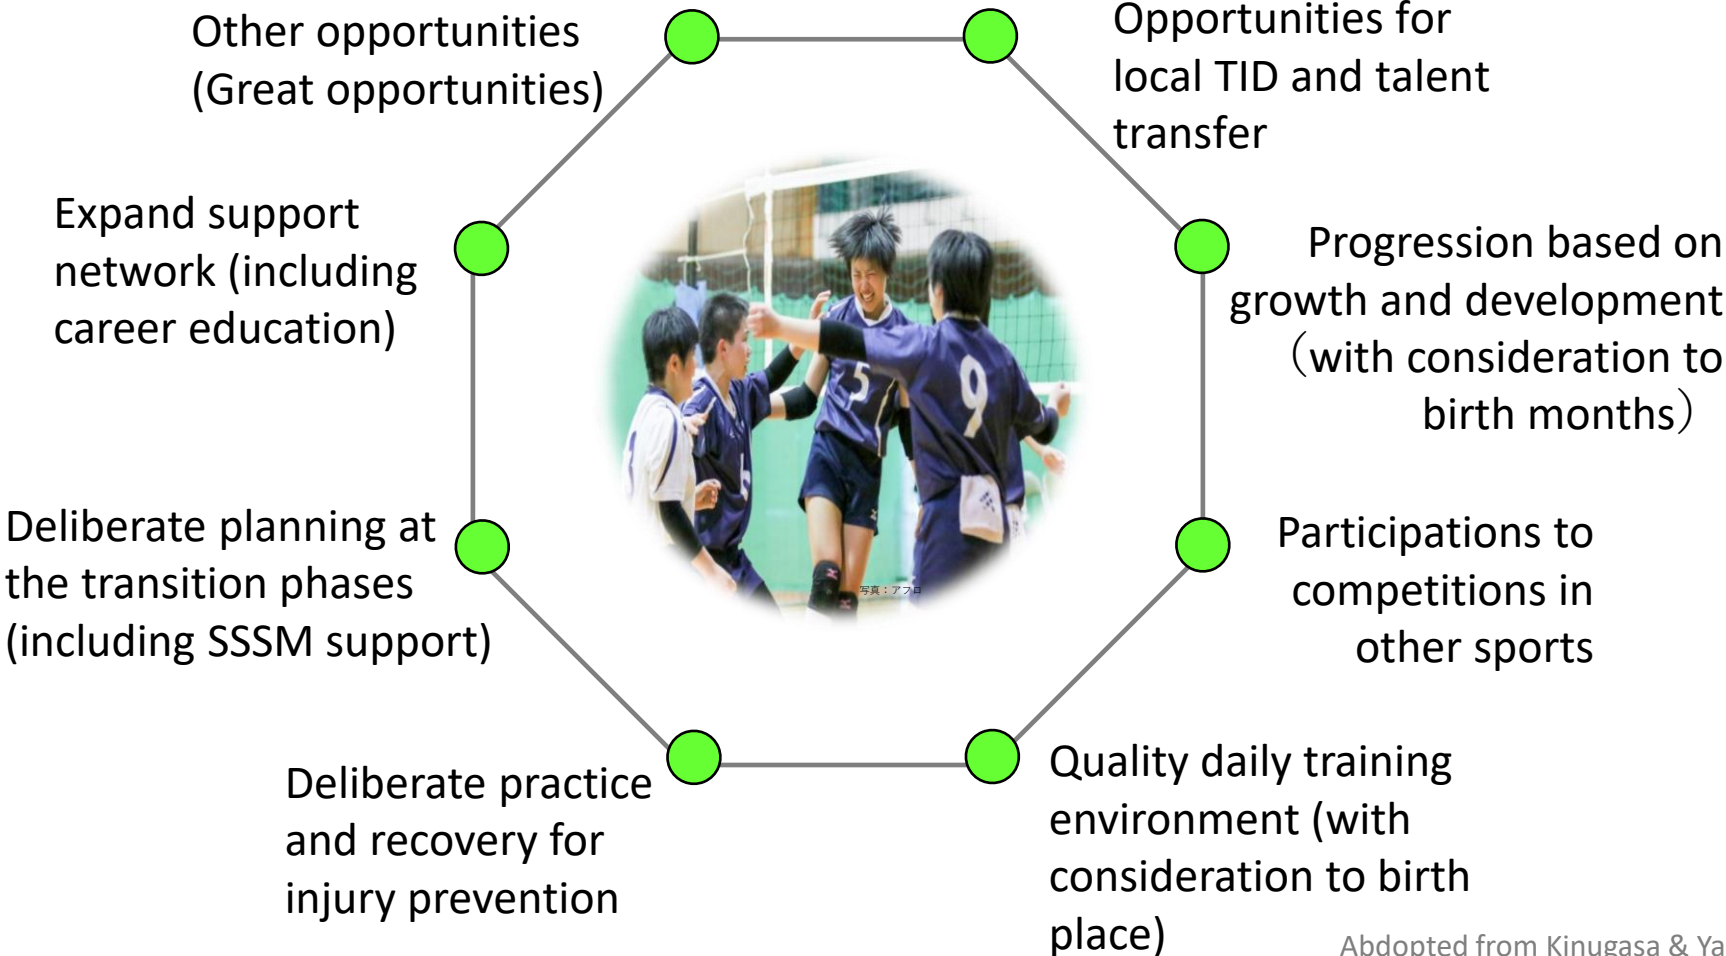 Other opportunities
(Great opportunities)
Opportunities for
local TID and talent
transfer
Expand support
network (including
career education)
Progression based on
growth and development
（with consideration to
birth months）
Deliberate planning at
the transition phases
(including SSSM support)
Participations to
competitions in
other sports
Deliberate practice
and recovery for
injury prevention
Quality daily training
environment (with
consideration to birth
place)
5
9
写真：アフロ
Abdopted from Kinugasa & Ya